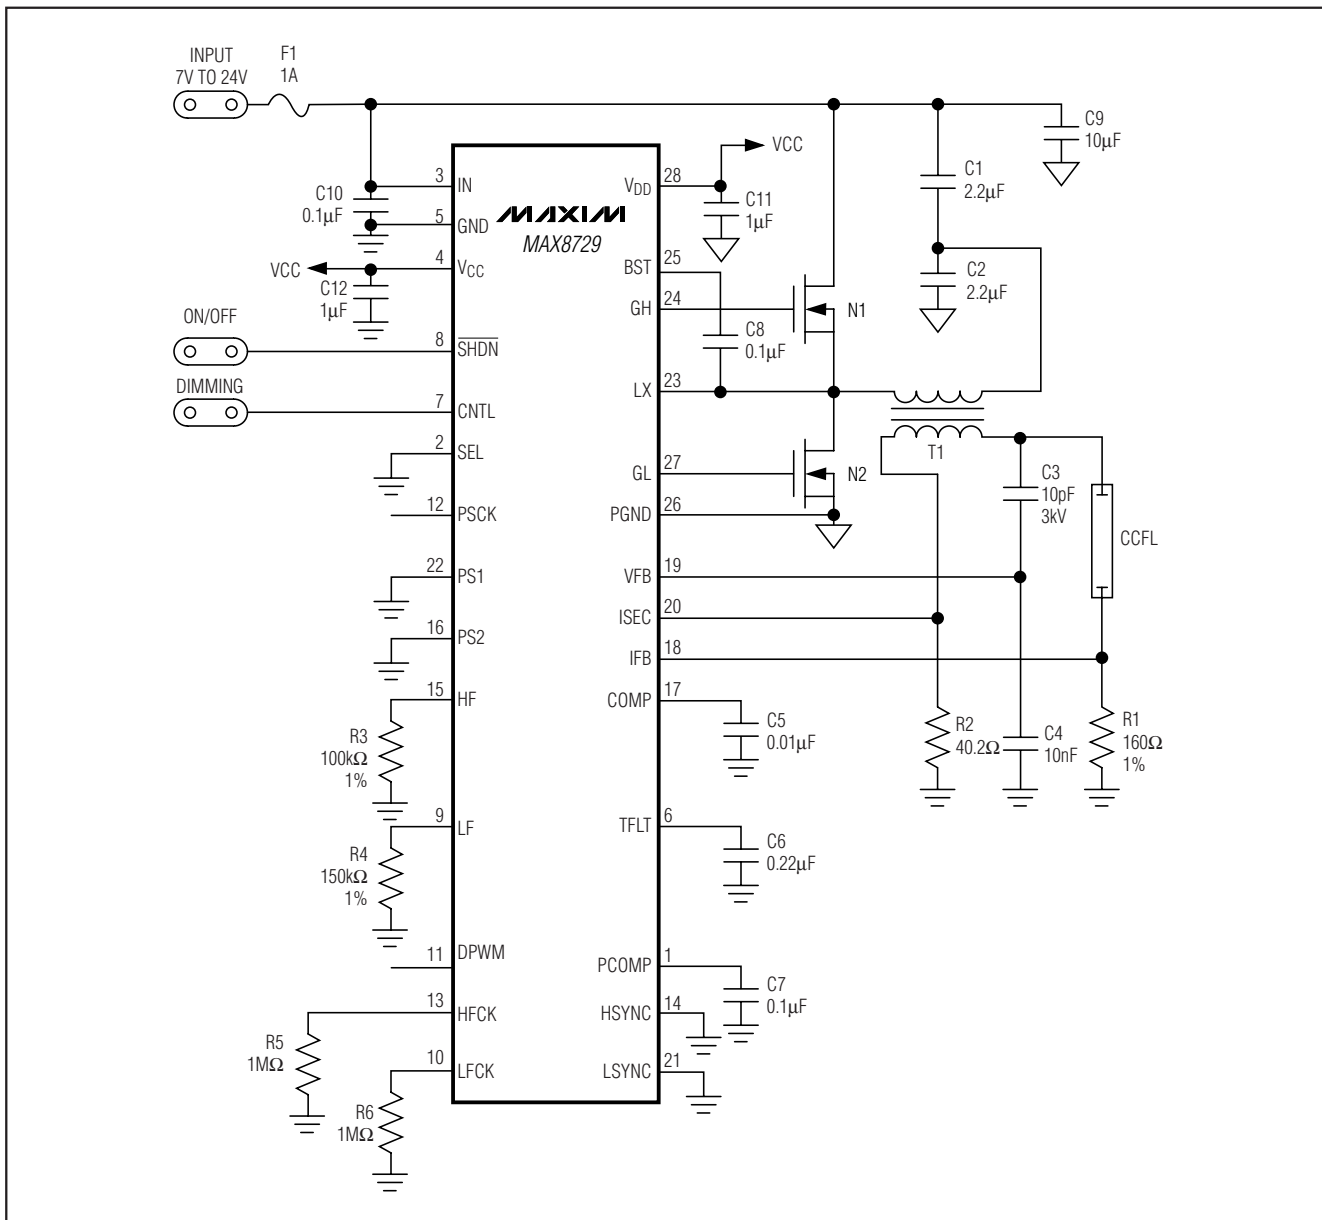 INPUT
7V TO 24V
F1
1A
C9
10µF
C1
2.2µF
C2
2.2µF
MAXIM
MAX8729
3
IN
C10
0.1µF
5
GND
4
VCC
VCC
C12
1µF
ON/OFF
8
SHDN
DIMMING
7
CNTL
2
SEL
12
PSCK
22
PS1
16
PS2
15
HF
R3
100kΩ
1%
9
LF
R4
150kΩ
1%
11
DPWM
13
HFCK
R5
1MΩ
10
LFCK
R6
1MΩ
VDD
28
VCC
C11
1µF
BST
25
GH
24
N1
C8
0.1µF
LX
23
T1
GL
27
N2
PGND
26
C3
10pF
3kV
CCFL
VFB
19
ISEC
20
IFB
18
COMP
17
C5
0.01µF
R2
40.2Ω
C4
10nF
R1
160Ω
1%
TFLT
6
C6
0.22µF
PCOMP
1
C7
0.1µF
HSYNC
14
LSYNC
21